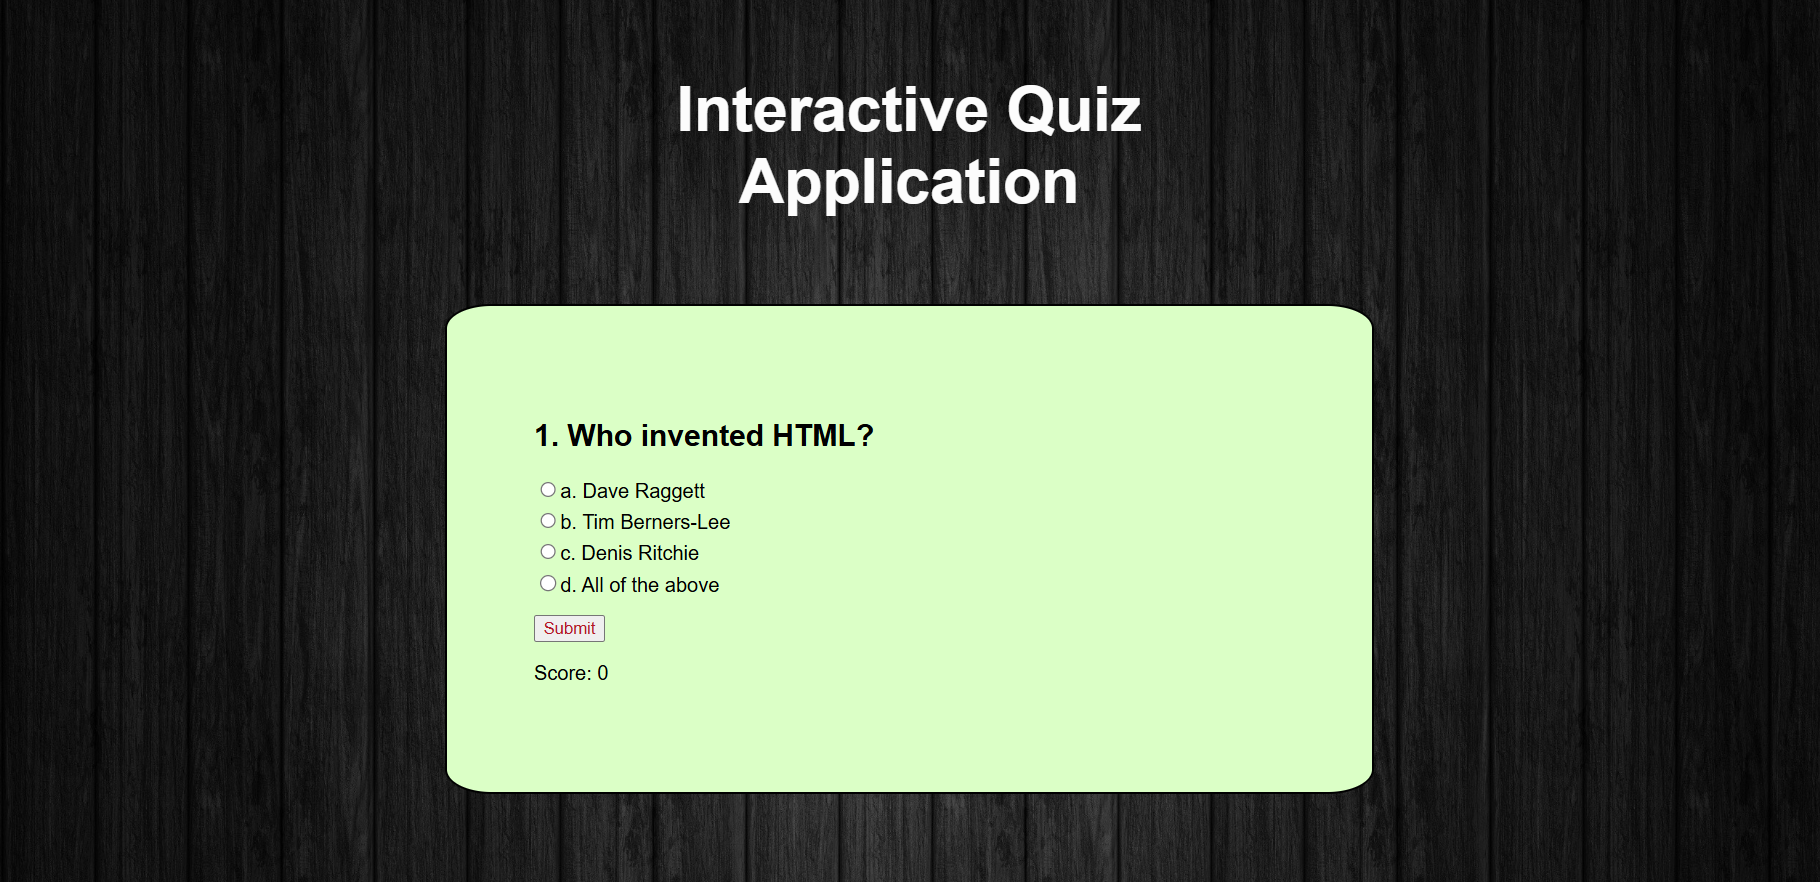 Interactive Quiz
Application
1. Who invented HTML?
a. Dave Raggett
b. Tim Berners-Lee
c. Denis Ritchie
d. All of the above
Submit
Score: 0